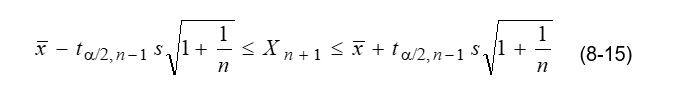 x̄ − t_{α/2, n−1} s√(1 + 1/n) ≤ X_{n+1} ≤ x̄ + t_{α/2, n−1} s√(1 + 1/n) (8-15)